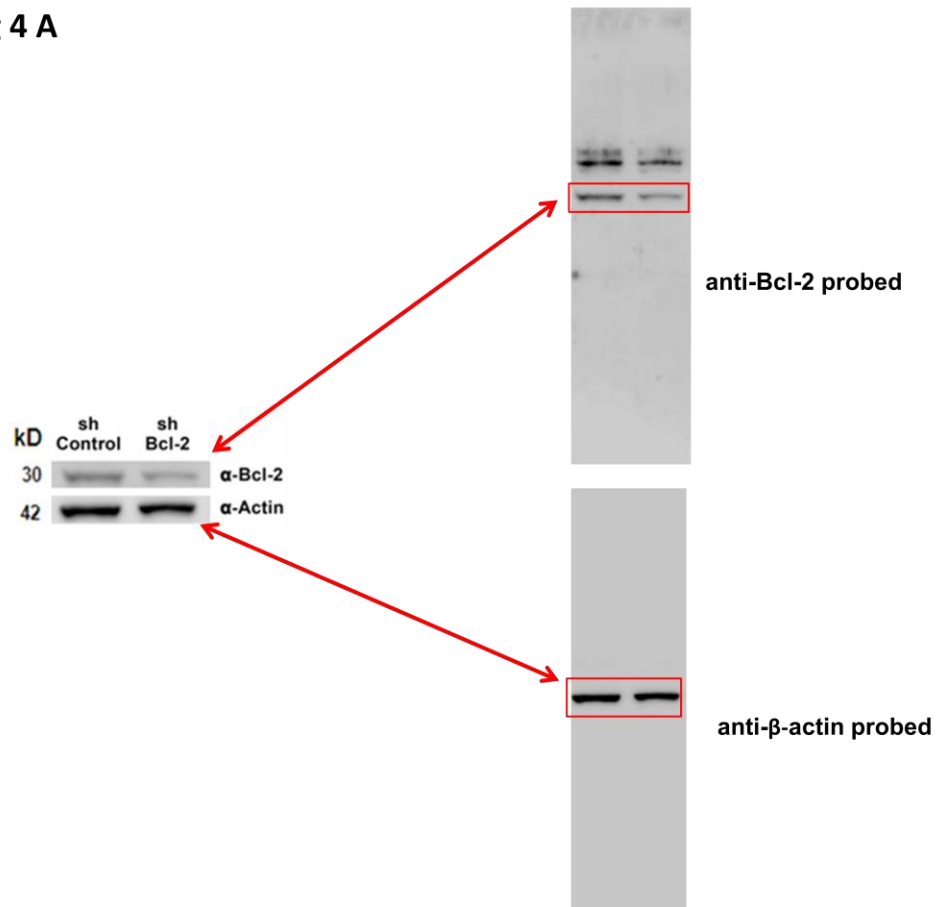 4 A
anti-Bcl-2 probed
kD
sh
Control
sh
Bcl-2
30
α-Bcl-2
42
α-Actin
anti-β-actin probed